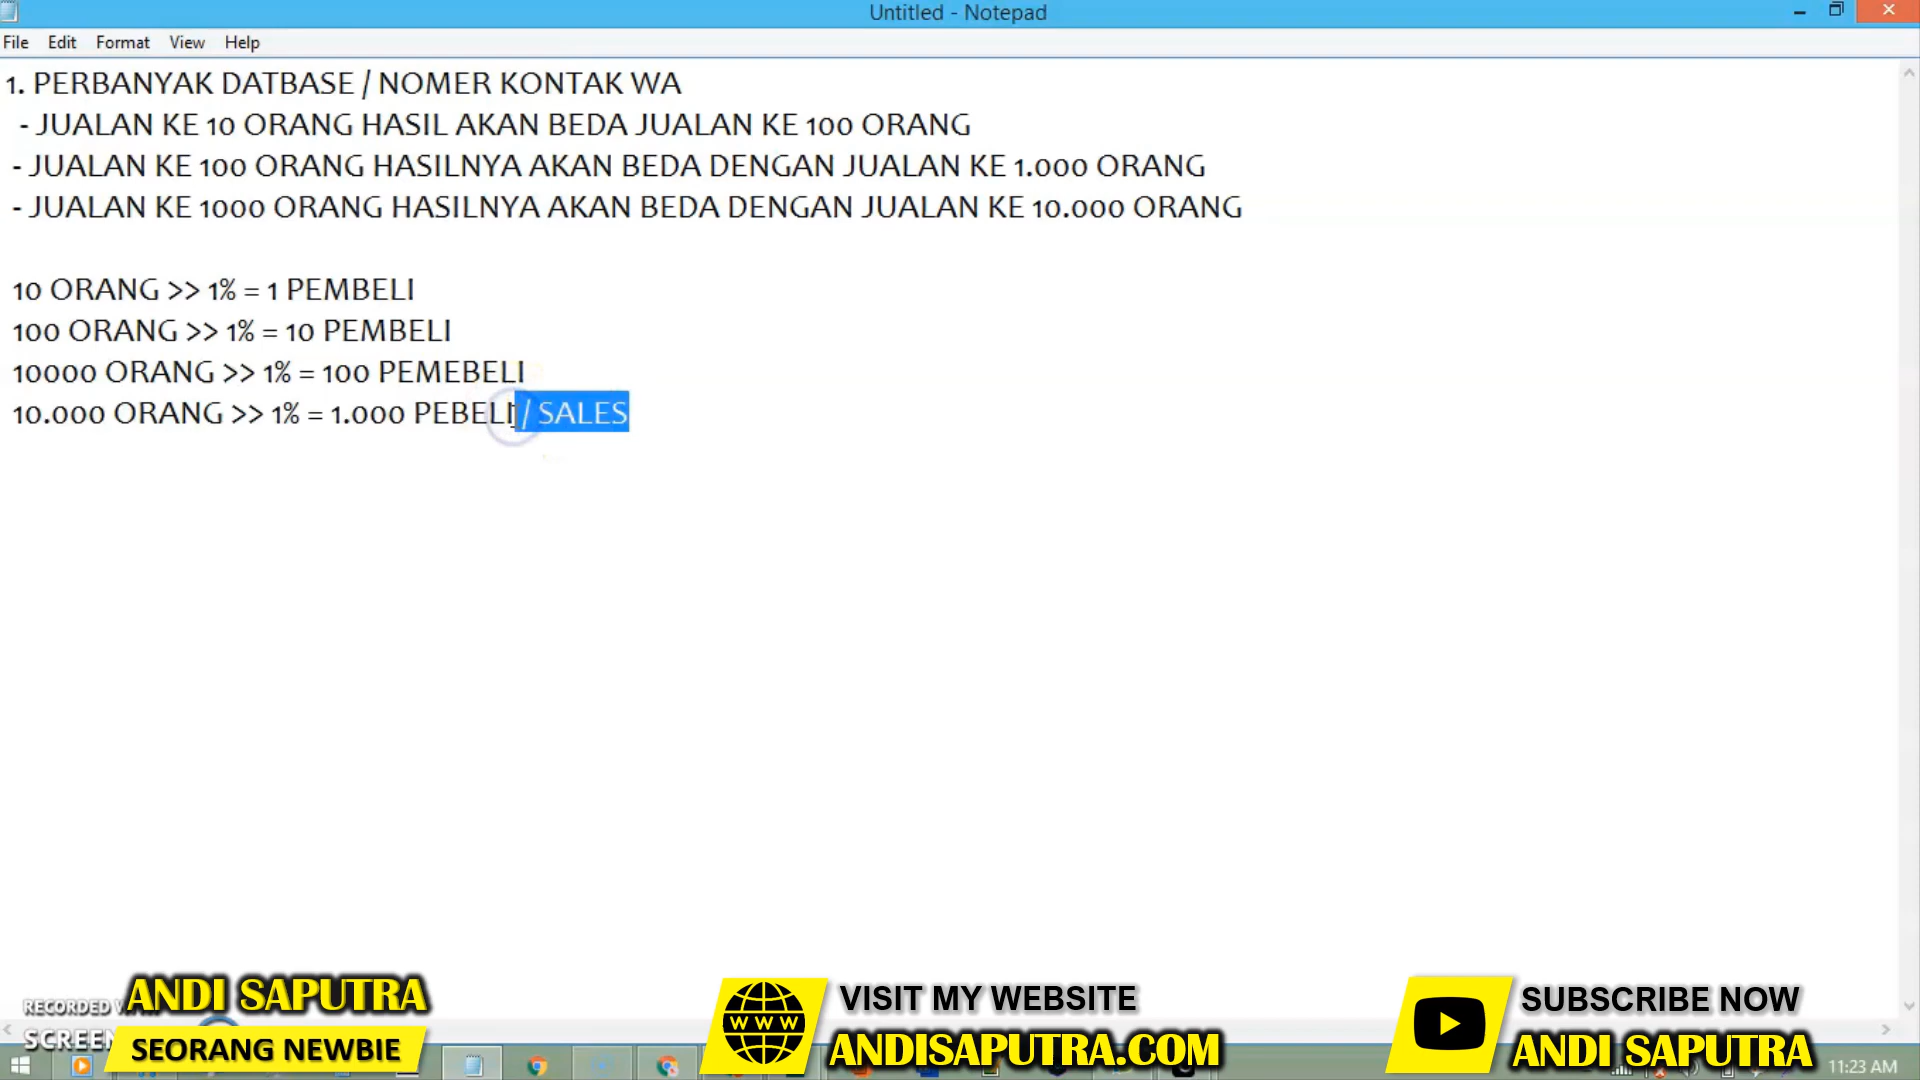 Untitled - Notepad
File Edit Format View Help
1. PERBANYAK DATBASE / NOMER KONTAK WA
- JUALAN KE 10 ORANG HASIL AKAN BEDA JUALAN KE 100 ORANG
- JUALAN KE 100 ORANG HASILNYA AKAN BEDA DENGAN JUALAN KE 1.000 ORANG
- JUALAN KE 1000 ORANG HASILNYA AKAN BEDA DENGAN JUALAN KE 10.000 ORANG
10 ORANG >> 1% = 1 PEMBELI
100 ORANG >> 1% = 10 PEMBELI
10000 ORANG >> 1% = 100 PEMEBELI
10.000 ORANG >> 1% = 1.000 PEBELI / SALES
RECORDED
SCREEN
ANDI SAPUTRA
SEORANG NEWBIE
WWW
VISIT MY WEBSITE
ANDISAPUTRA.COM
SUBSCRIBE NOW
ANDI SAPUTRA
11:23 AM